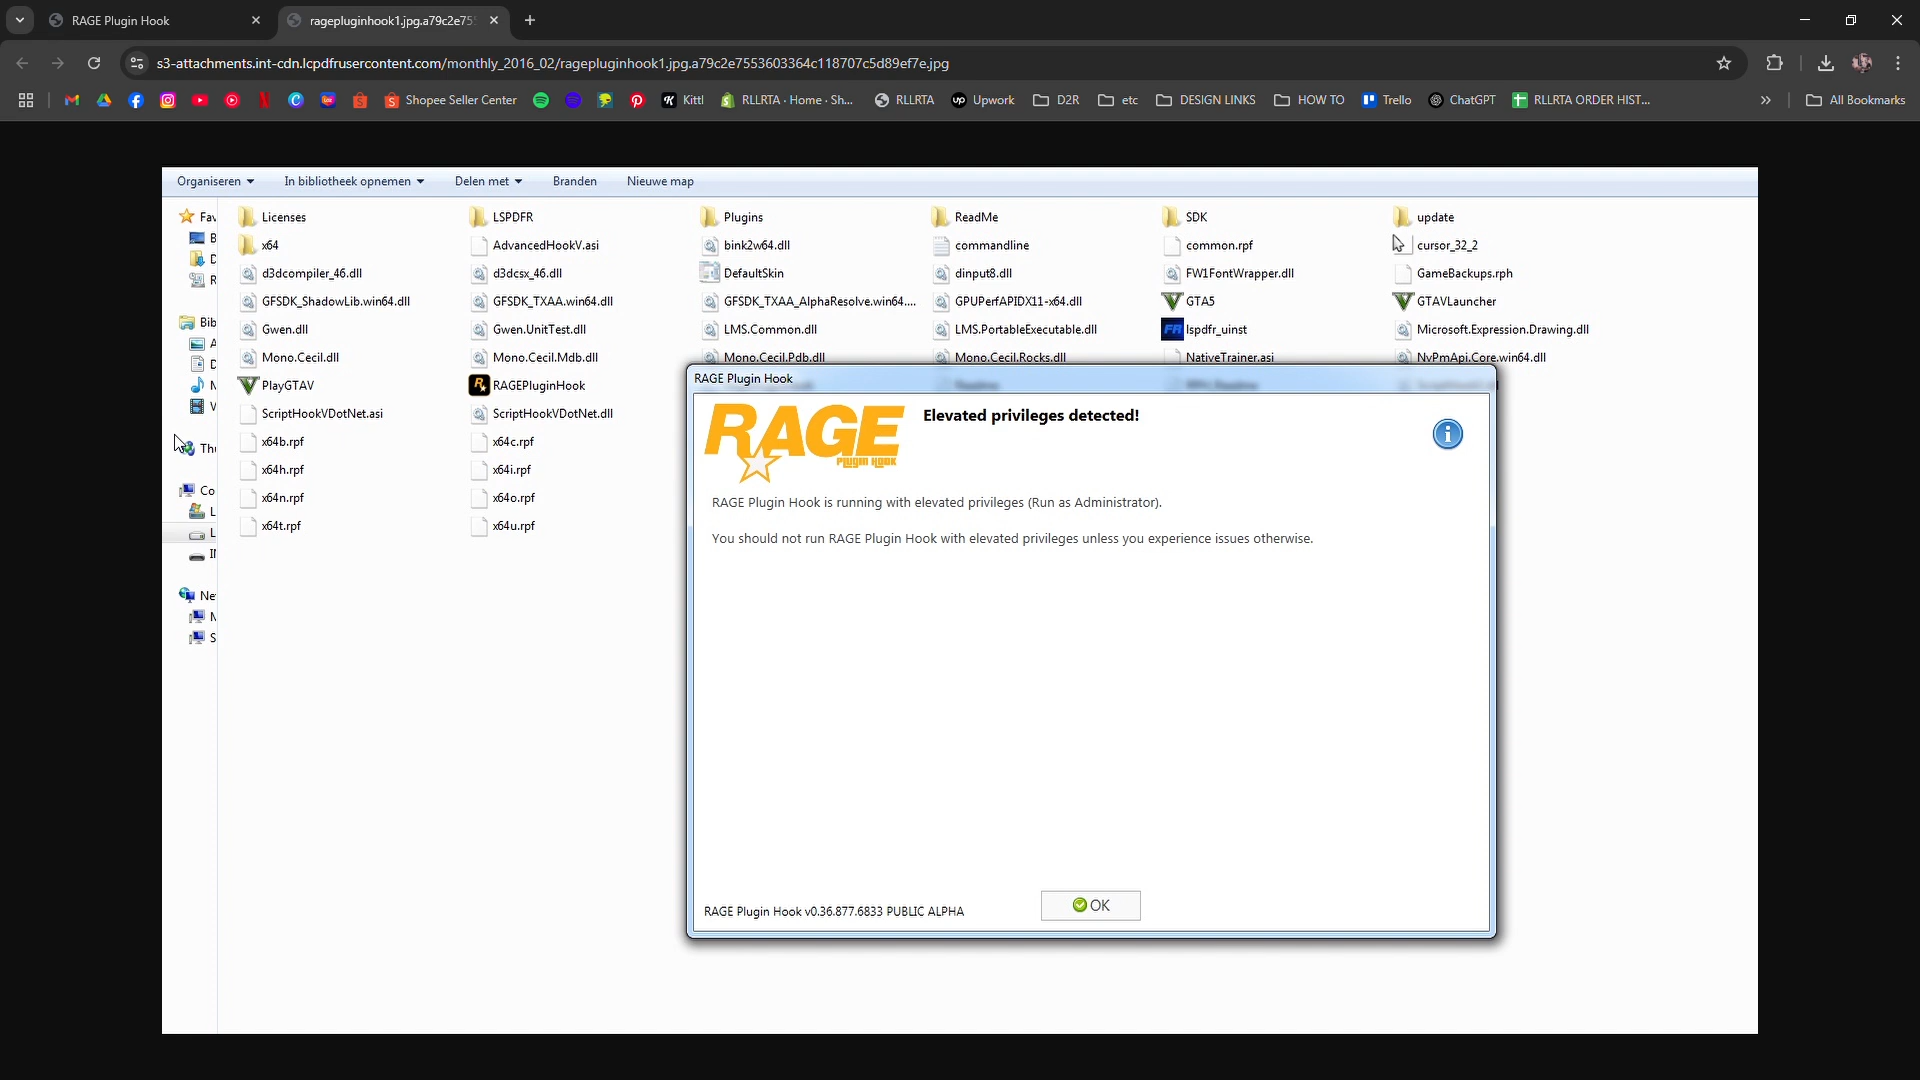 RAGE Plugin Hook
ragepluginhook1.jpg.a79c2e75
s3-attachments.int-cdn.lcpdfrusercontent.com/monthly_2016_02/ragepluginhook1.jpg.a79c2e7553603364c118707c5d89ef7e.jpg
Shopee Seller Center
Kittl
RLLRTA · Home · Sh...
RLLRTA
Upwork
D2R
etc
DESIGN LINKS
HOW TO
Trello
ChatGPT
RLLRTA ORDER HIST...
All Bookmarks
Organiseren
In bibliotheek opnemen
Delen met
Branden
Nieuwe map
Fav
Licenses
LSPDFR
Plugins
ReadMe
SDK
update
B
x64
AdvancedHookV.asi
bink2w64.dll
commandline
common.rpf
cursor_32_2
D
d3dcompiler_46.dll
d3dcsx_46.dll
DefaultSkin
dinput8.dll
FW1FontWrapper.dll
GameBackups.rph
R
GFSDK_ShadowLib.win64.dll
GFSDK_TXAA.win64.dll
GFSDK_TXAA_AlphaResolve.win64....
GPUPerfAPIDX11-x64.dll
GTA5
GTAVLauncher
Bib
Gwen.dll
Gwen.UnitTest.dll
LMS.Common.dll
LMS.PortableExecutable.dll
FR
lspdfr_uinst
Microsoft.Expression.Drawing.dll
A
Mono.Cecil.dll
Mono.Cecil.Mdb.dll
Mono.Cecil.Pdb.dll
Mono.Cecil.Rocks.dll
NativeTrainer.asi
NvPmApi.Core.win64.dll
D
PlayGTAV
RAGEPluginHook
M
V
ScriptHookVDotNet.asi
ScriptHookVDotNet.dll
Thu
x64b.rpf
x64c.rpf
x64h.rpf
x64i.rpf
Co
x64n.rpf
x64o.rpf
L
x64t.rpf
x64u.rpf
L
IN
Ne
M
S
RAGE Plugin Hook
RAGE
PLUGIN HOOK
Elevated privileges detected!
RAGE Plugin Hook is running with elevated privileges (Run as Administrator).
You should not run RAGE Plugin Hook with elevated privileges unless you experience issues otherwise.
RAGE Plugin Hook v0.36.877.6833 PUBLIC ALPHA
OK